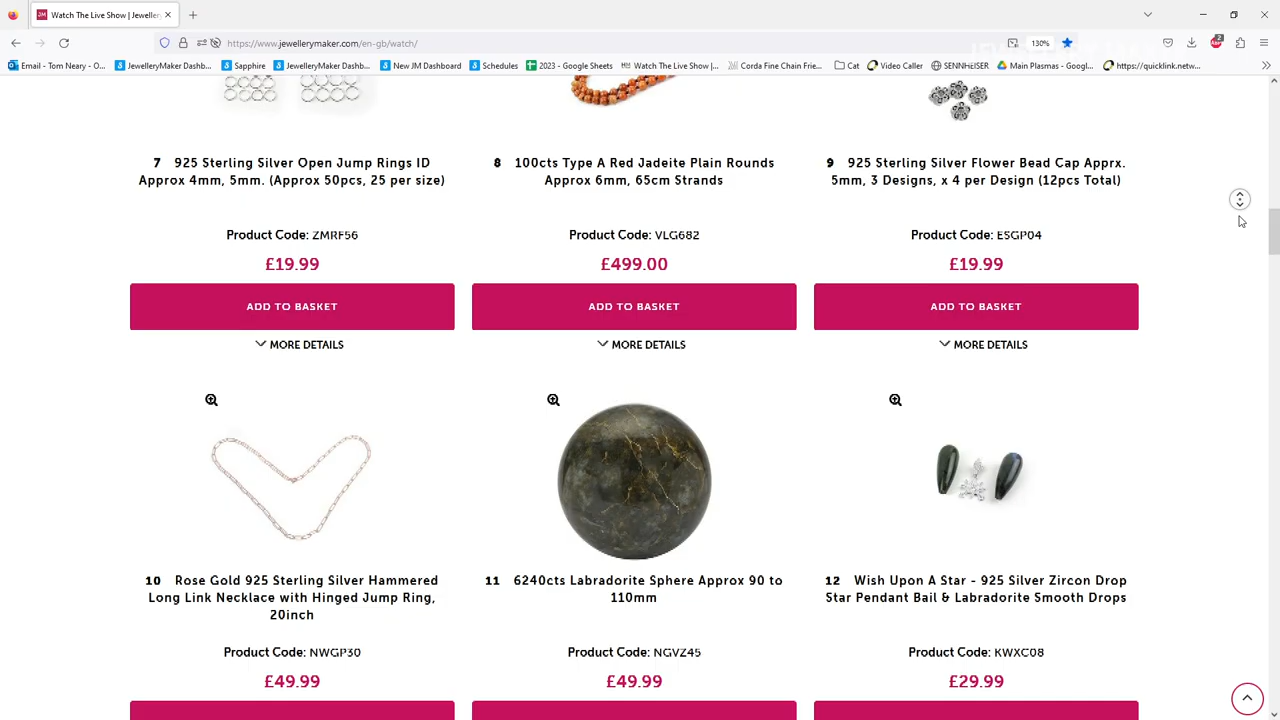 Watch The Live Show | Jeweller
https://www.jewellerymaker.com/en-gb/watch/
130%
2
Email - Tom Neary - O...
JewelleryMaker Dashb...
Sapphire
JewelleryMaker Dashb...
New JM Dashboard
Schedules
2023 - Google Sheets
Watch The Live Show |...
Corda Fine Chain Frie...
Cat
Video Caller
SENNHEISER
Main Plasmas - Googl...
https://quicklink.netw...
7 925 Sterling Silver Open Jump Rings ID
Approx 4mm, 5mm. (Approx 50pcs, 25 per size)
Product Code: ZMRF56
£19.99
ADD TO BASKET
MORE DETAILS
8 100cts Type A Red Jadeite Plain Rounds
Approx 6mm, 65cm Strands
Product Code: VLG682
£499.00
ADD TO BASKET
MORE DETAILS
9 925 Sterling Silver Flower Bead Cap Apprx.
5mm, 3 Designs, x 4 per Design (12pcs Total)
Product Code: ESGP04
£19.99
ADD TO BASKET
MORE DETAILS
10 Rose Gold 925 Sterling Silver Hammered
Long Link Necklace with Hinged Jump Ring,
20inch
Product Code: NWGP30
£49.99
11 6240cts Labradorite Sphere Approx 90 to
110mm
Product Code: NGVZ45
£49.99
12 Wish Upon A Star - 925 Silver Zircon Drop
Star Pendant Bail & Labradorite Smooth Drops
Product Code: KWXC08
£29.99